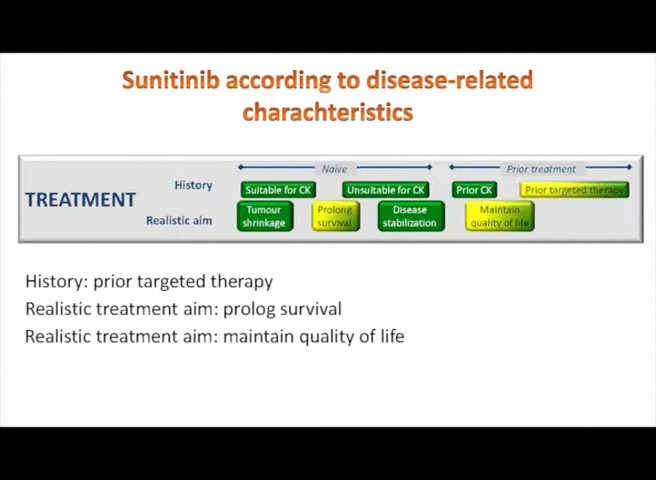 Sunitinib according to disease-related
charachteristics
Naïve
Prior treatment
TREATMENT
History
Suitable for CK
Unsuitable for CK
Prior CK
Prior targeted therapy
Realistic aim
Tumour
shrinkage
Prolong
survival
Disease
stabilization
Maintain
quality of life
History: prior targeted therapy
Realistic treatment aim: prolog survival
Realistic treatment aim: maintain quality of life